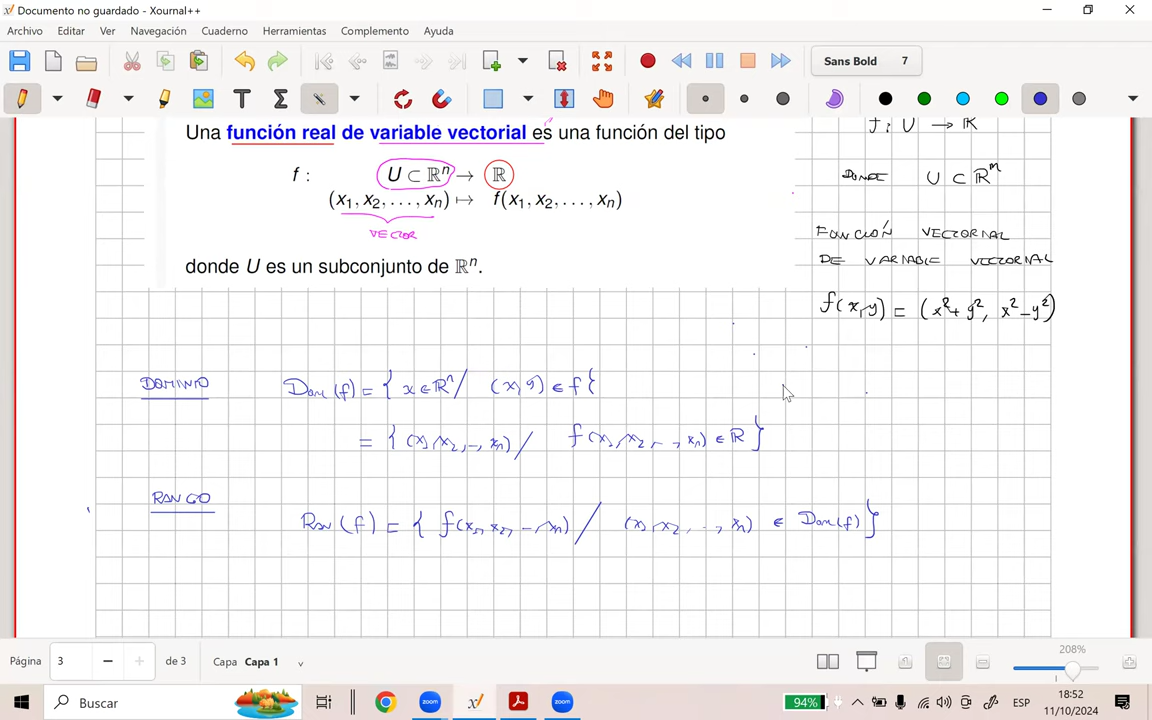 Documento no guardado - Xournal++
Archivo Editar Ver Navegación Cuaderno Herramientas Complemento Ayuda
Sans Bold 7
Una función real de variable vectorial es una función del tipo
f : U ⊂ ℝⁿ → ℝ
(x₁, x₂, . . . , xₙ) ↦ f(x₁, x₂, . . . , xₙ)
VECTOR
donde U es un subconjunto de ℝⁿ.
f: U → ℝ
DONDE U ⊂ ℝᵐ
FUNCIÓN VECTORIAL
DE VARIABLE VECTORIAL
f(x,y) = (x²+y², x²-y²)
DOMINIO Dom(f) = { x ∈ ℝⁿ / (x,y) ∈ f }
= { (x₁,x₂,..,xₙ) / f(x₁,x₂,..,xₙ) ∈ ℝ }
RANGO Ran(f) = { f(x₁,x₂,..,xₙ) / (x₁,x₂,..,xₙ) ∈ Dom(f) }
Página 3 de 3 Capa Capa 1 208%
Buscar zoom zoom 94% ESP 18:52
11/10/2024